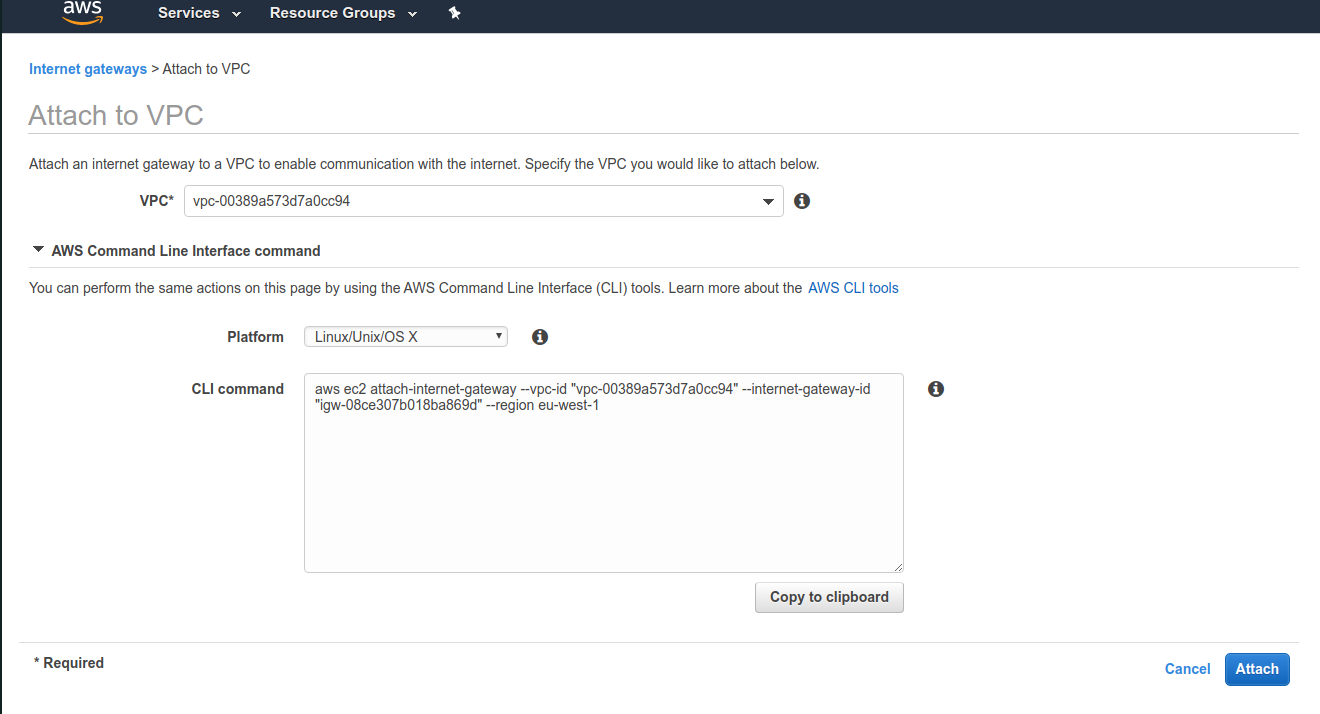 aws Services Resource Groups
Internet gateways > Attach to VPC
Attach to VPC
Attach an internet gateway to a VPC to enable communication with the internet. Specify the VPC you would like to attach below.
VPC* vpc-00389a573d7a0cc94
AWS Command Line Interface command
You can perform the same actions on this page by using the AWS Command Line Interface (CLI) tools. Learn more about the AWS CLI tools
Platform Linux/Unix/OS X
CLI command aws ec2 attach-internet-gateway --vpc-id "vpc-00389a573d7a0cc94" --internet-gateway-id
"igw-08ce307b018ba869d" --region eu-west-1
Copy to clipboard
* Required
Cancel Attach